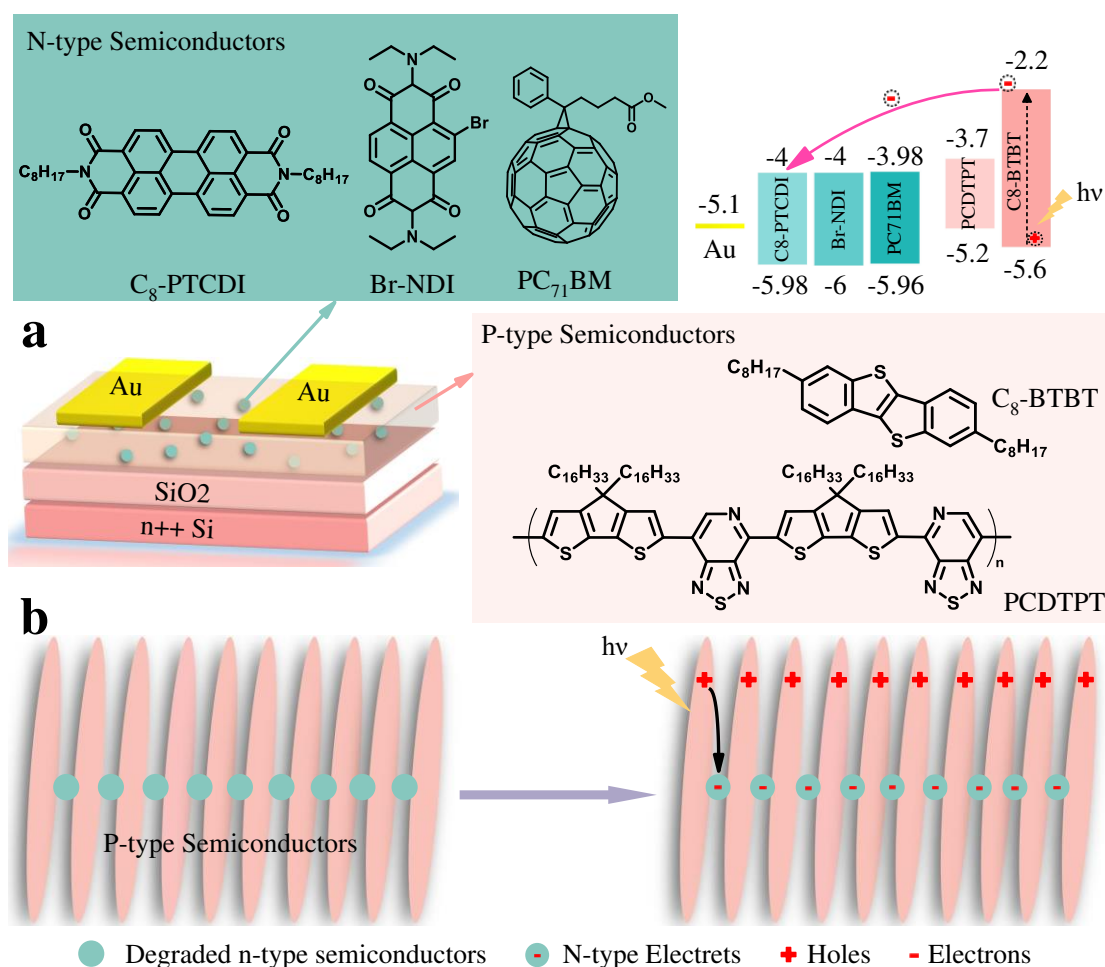 N-type Semiconductors
N
O
O
Br
O
O
N
O
O
C₈H₁₇
N
N
C₈H₁₇
O
O
O
O
C₈-PTCDI
Br-NDI
PC₇₁BM
-2.2
-3.7
-4
-4
-3.98
-5.1
Au
C8-PTCDI
Br-NDI
PC71BM
PCDTPT
C8-BTBT
hν
-5.2
-5.6
-5.98
-6
-5.96
a
Au
Au
SiO2
n++ Si
P-type Semiconductors
C₈H₁₇
S
S
C₈H₁₇
C₈-BTBT
C₁₆H₃₃
C₁₆H₃₃
C₁₆H₃₃
C₁₆H₃₃
N
N
S
S
S
S
n
N
N
N
N
S
S
PCDTPT
b
hν
P-type Semiconductors
Degraded n-type semiconductors
N-type Electrets
Holes
Electrons